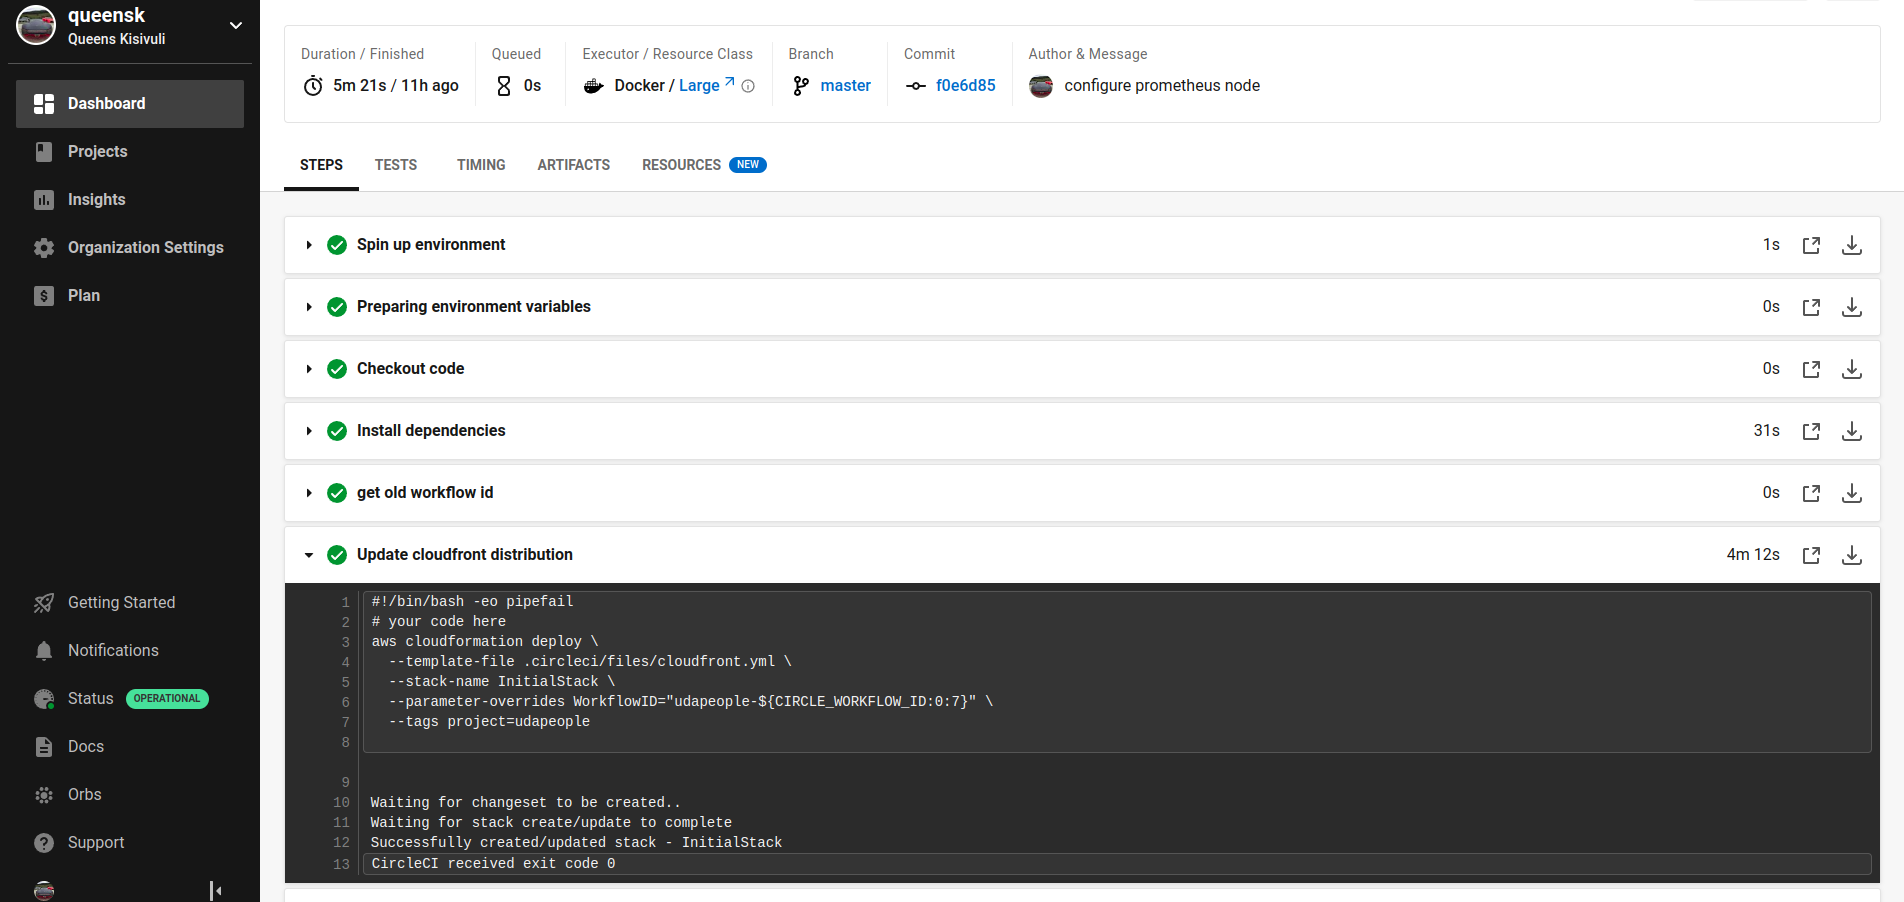 queensk
Queens Kisivuli
Dashboard
Projects
Insights
Organization Settings
Plan
Getting Started
Notifications
Status OPERATIONAL
Docs
Orbs
Support
Duration / Finished
5m 21s / 11h ago
Queued
0s
Executor / Resource Class
Docker / Large
Branch
master
Commit
f0e6d85
Author & Message
configure prometheus node
STEPS TESTS TIMING ARTIFACTS RESOURCES NEW
Spin up environment 1s
Preparing environment variables 0s
Checkout code 0s
Install dependencies 31s
get old workflow id 0s
Update cloudfront distribution 4m 12s
1 #!/bin/bash -eo pipefail
2 # your code here
3 aws cloudformation deploy \
4 --template-file .circleci/files/cloudfront.yml \
5 --stack-name InitialStack \
6 --parameter-overrides WorkflowID="udapeople-${CIRCLE_WORKFLOW_ID:0:7}" \
7 --tags project=udapeople
8
9
10 Waiting for changeset to be created..
11 Waiting for stack create/update to complete
12 Successfully created/updated stack - InitialStack
13 CircleCI received exit code 0